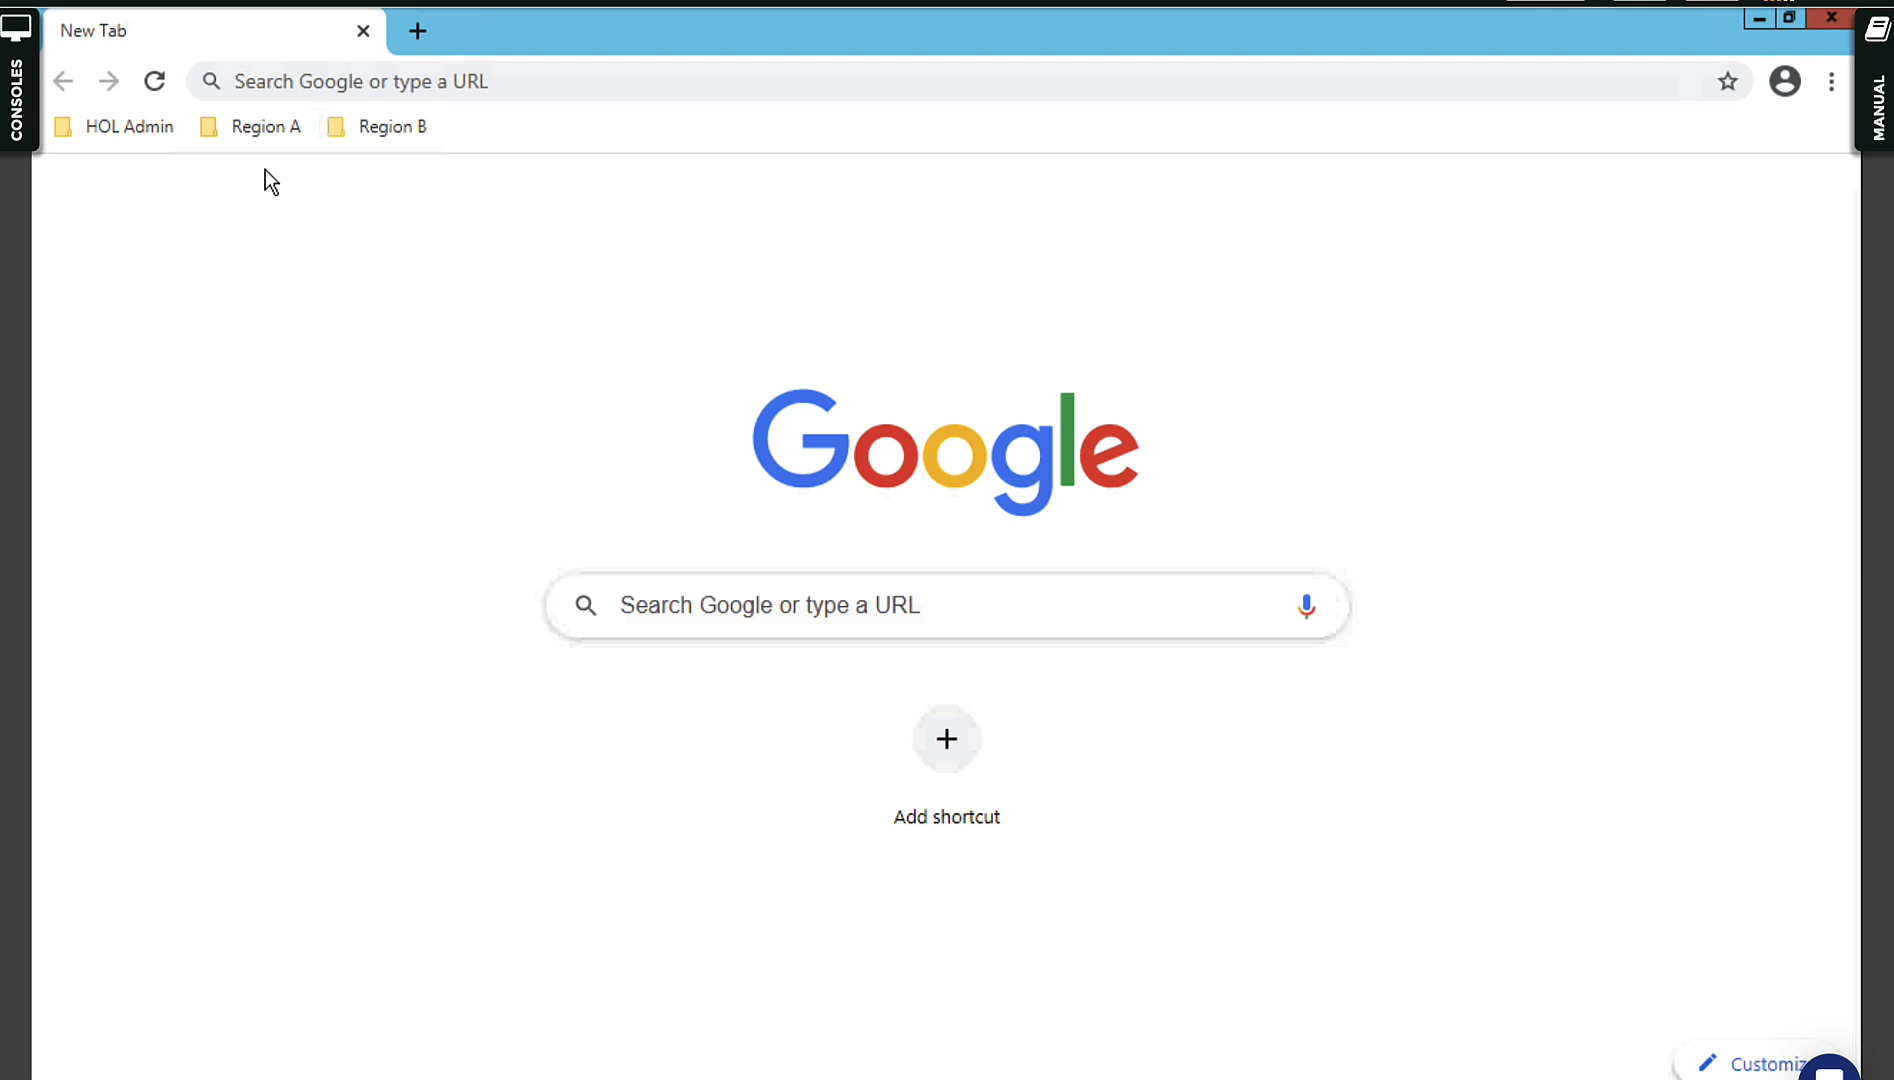 New Tab
CONSOLES
Search Google or type a URL
MANUAL
HOL Admin
Region A
Region B
Google
Search Google or type a URL
Add shortcut